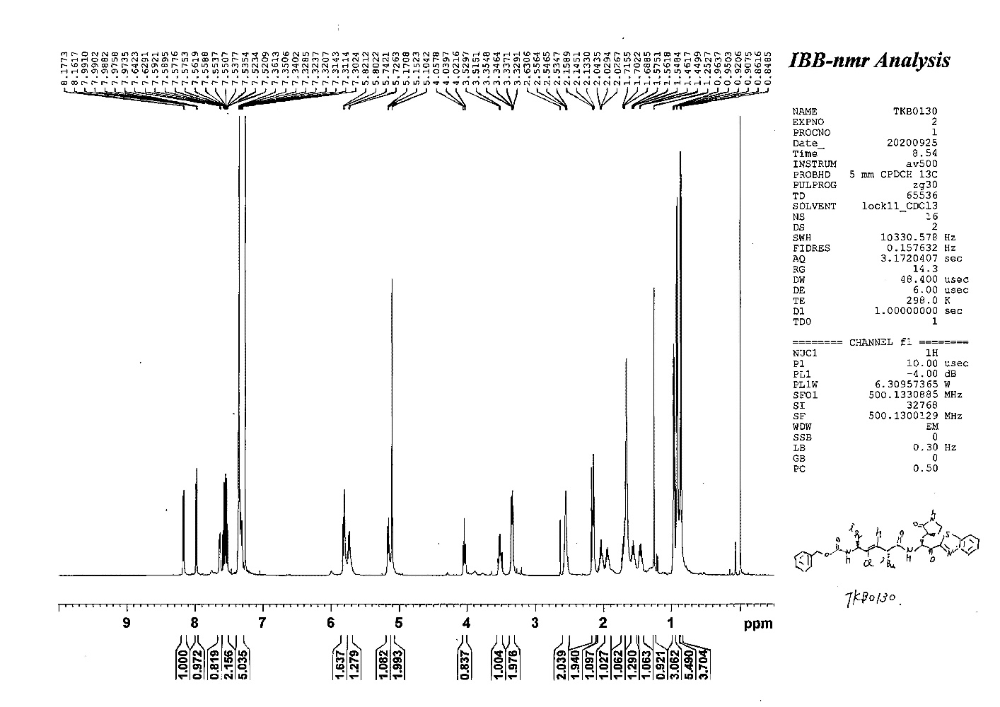 8.1773
8.1617
7.9910
7.9902
7.9882
7.9758
7.9735
7.6423
7.6291
7.5921
7.5895
7.5776
7.5753
7.5619
7.5588
7.5537
7.5507
7.5377
7.5354
7.5234
7.5209
7.3613
7.3506
7.3402
7.3285
7.3237
7.3207
7.3143
7.3114
7.3024
5.8212
5.8022
5.7421
5.7263
5.1708
5.1523
5.1042
4.0578
4.0397
4.0216
3.5297
3.5151
3.3548
3.3464
3.3371
3.3291
2.6306
2.5564
2.5465
2.5347
2.1589
2.1451
2.1330
2.0435
2.0294
2.0267
1.7155
1.7022
1.6885
1.5751
1.5618
1.5484
1.4617
1.4499
1.2527
0.9637
0.9503
0.9206
0.9075
0.8616
0.8485
IBB-nmr Analysis
NAME TKB0130
EXPNO 2
PROCNO 1
Date_ 20200925
Time 8.54
INSTRUM av500
PROBHD 5 mm CPDCH 13C
PULPROG zg30
TD 65536
SOLVENT lock11_CDCl3
NS 16
DS 2
SWH 10330.578 Hz
FIDRES 0.157632 Hz
AQ 3.1720407 sec
RG 14.3
DW 48.400 usec
DE 6.00 usec
TE 298.0 K
D1 1.00000000 sec
TD0 1
======== CHANNEL f1 ========
NUC1 1H
P1 10.00 usec
PL1 -4.00 dB
PL1W 6.30957365 W
SFO1 500.1330885 MHz
SI 32768
SF 500.1300129 MHz
WDW EM
SSB 0
LB 0.30 Hz
GB 0
PC 0.50
TKB0130.
9 8 7 6 5 4 3 2 1 ppm
1.000
0.972
0.819
2.156
5.035
1.637
1.279
1.082
1.993
0.837
1.004
1.976
2.039
1.940
1.097
1.027
1.062
1.290
1.063
0.921
3.062
5.490
3.704